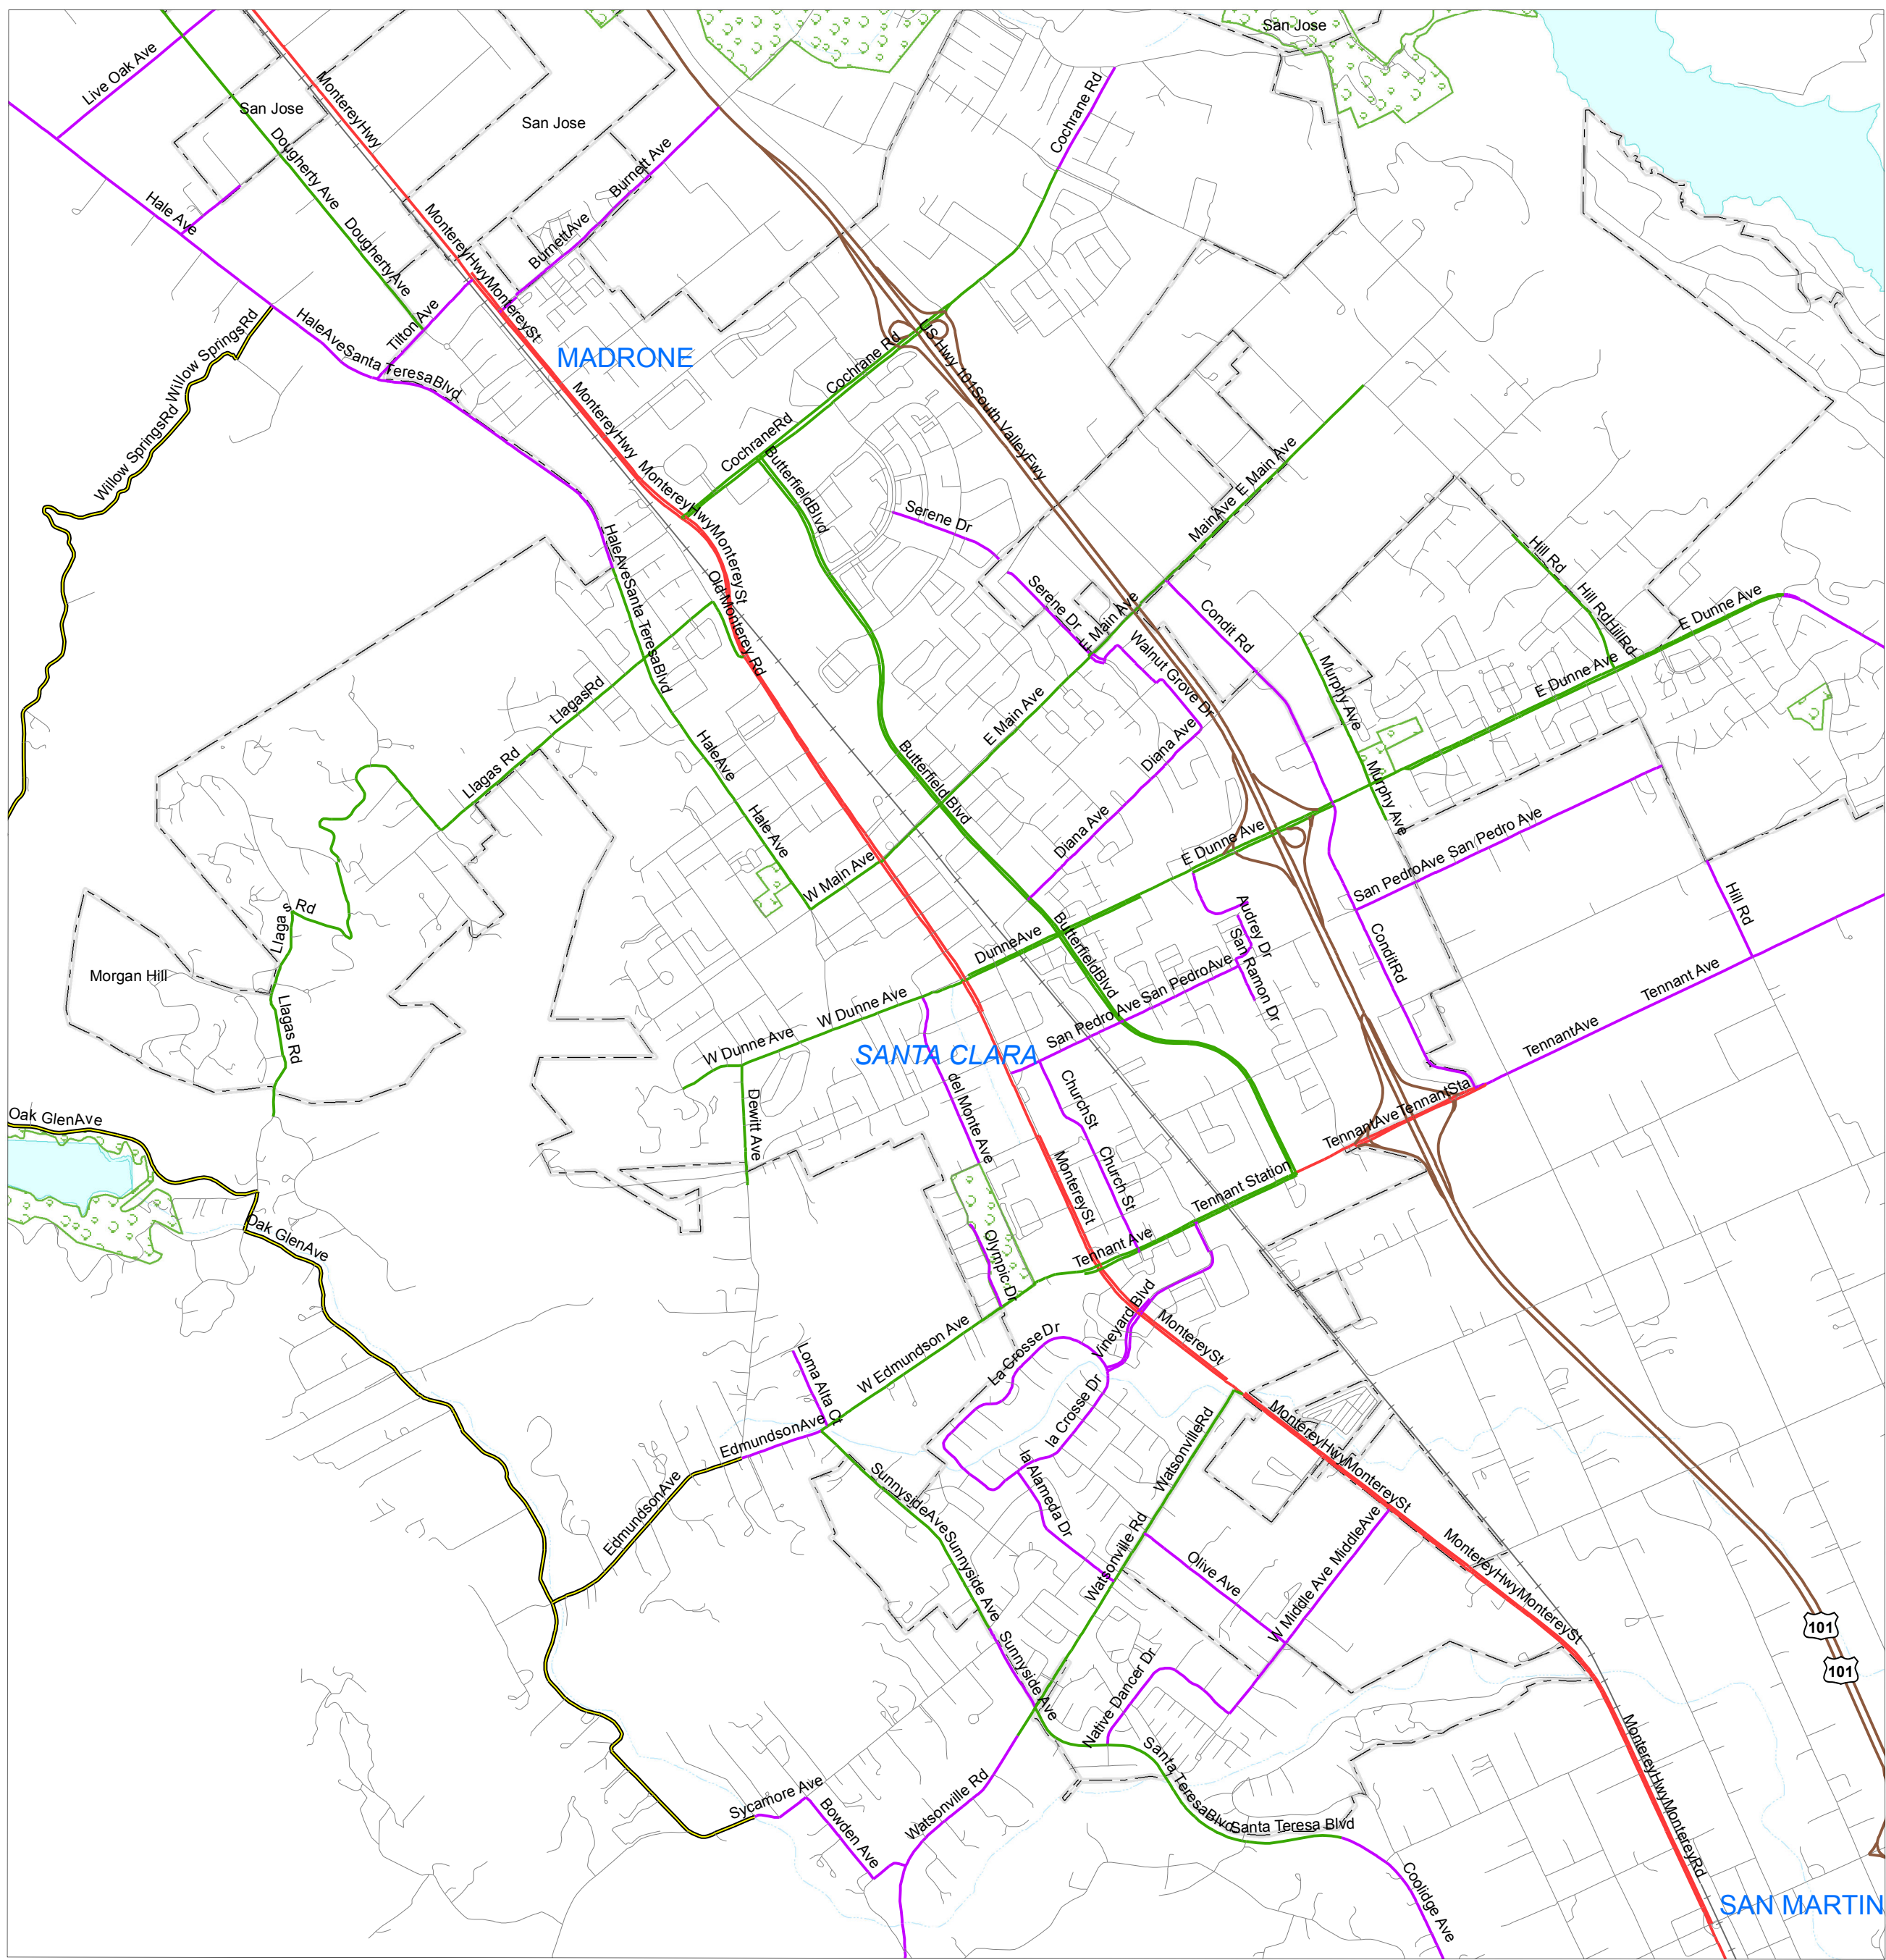 San Jose
Live Oak Ave
MontereyHwy
San Jose
San Jose
Cochrane Rd
Dougherty Ave
Burnett Ave
Hale Ave
DoughertyAve
MontereyHwyMontereySt
BurnettAve
Willow SpringsRd
HaleAveSanta TeresaBlvd
Tilton Ave
MADRONE
Cochrane Rd
US Hwy 101South ValleyFwy
Willow SpringsRd
MontereyHwy
CochraneRd
ButterfieldBlvd
MontereyHwyMontereySt
MainAve E Main Ave
Serene Dr
HaleAveSanta TeresaBlvd
Old Monterey Rd
Serene Dr
E Main Ave
Condit Rd
Hill Rd
Hill RdHillRd
E Dunne Ave
Walnut Grove Dr
Murphy Ave
E Dunne Ave
LlagasRd
HaleAve
E Main Ave
Diana Ave
Llagas Rd
Butterfield Blvd
Murphy Ave
Hale Ave
Diana Ave
E Dunne Ave
San PedroAve San Pedro Ave
W Main Ave
Llaga
s Rd
DunneAve
ButterfieldBlvd
Audrey Dr
San Ramon Dr
ConditRd
Hill Rd
Morgan Hill
Llagas Rd
W Dunne Ave
W Dunne Ave
San Pedro Ave San PedroAve
Tennant Ave
TennantAve
SANTA CLARA
Oak GlenAve
Dewitt Ave
del Monte Ave
ChurchSt
TennantAveTennantSta
MontereySt
Church St
Tennant Station
Oak GlenAve
Olympic Dr
Tennant Ave
Vineyard Blvd
MontereySt
La CrosseDr
W Edmundson Ave
Loma Alta Ct
la Crosse Dr
EdmundsonAve
WatsonvilleRd
MontereyHwyMontereySt
EdmundsonAve
SunnysideAveSunnyside Ave
la Alameda Dr
Watsonville Rd
Olive Ave
W Middle Ave MiddleAve
MontereyHwyMontereySt
101
101
Sunnyside Ave
Native Dancer Dr
Santa TeresaBlvdSanta Teresa Blvd
MontereyHwyMontereyRd
Sycamore Ave
Bowden Ave
Watsonville Rd
Coolidge Ave
SAN MARTIN